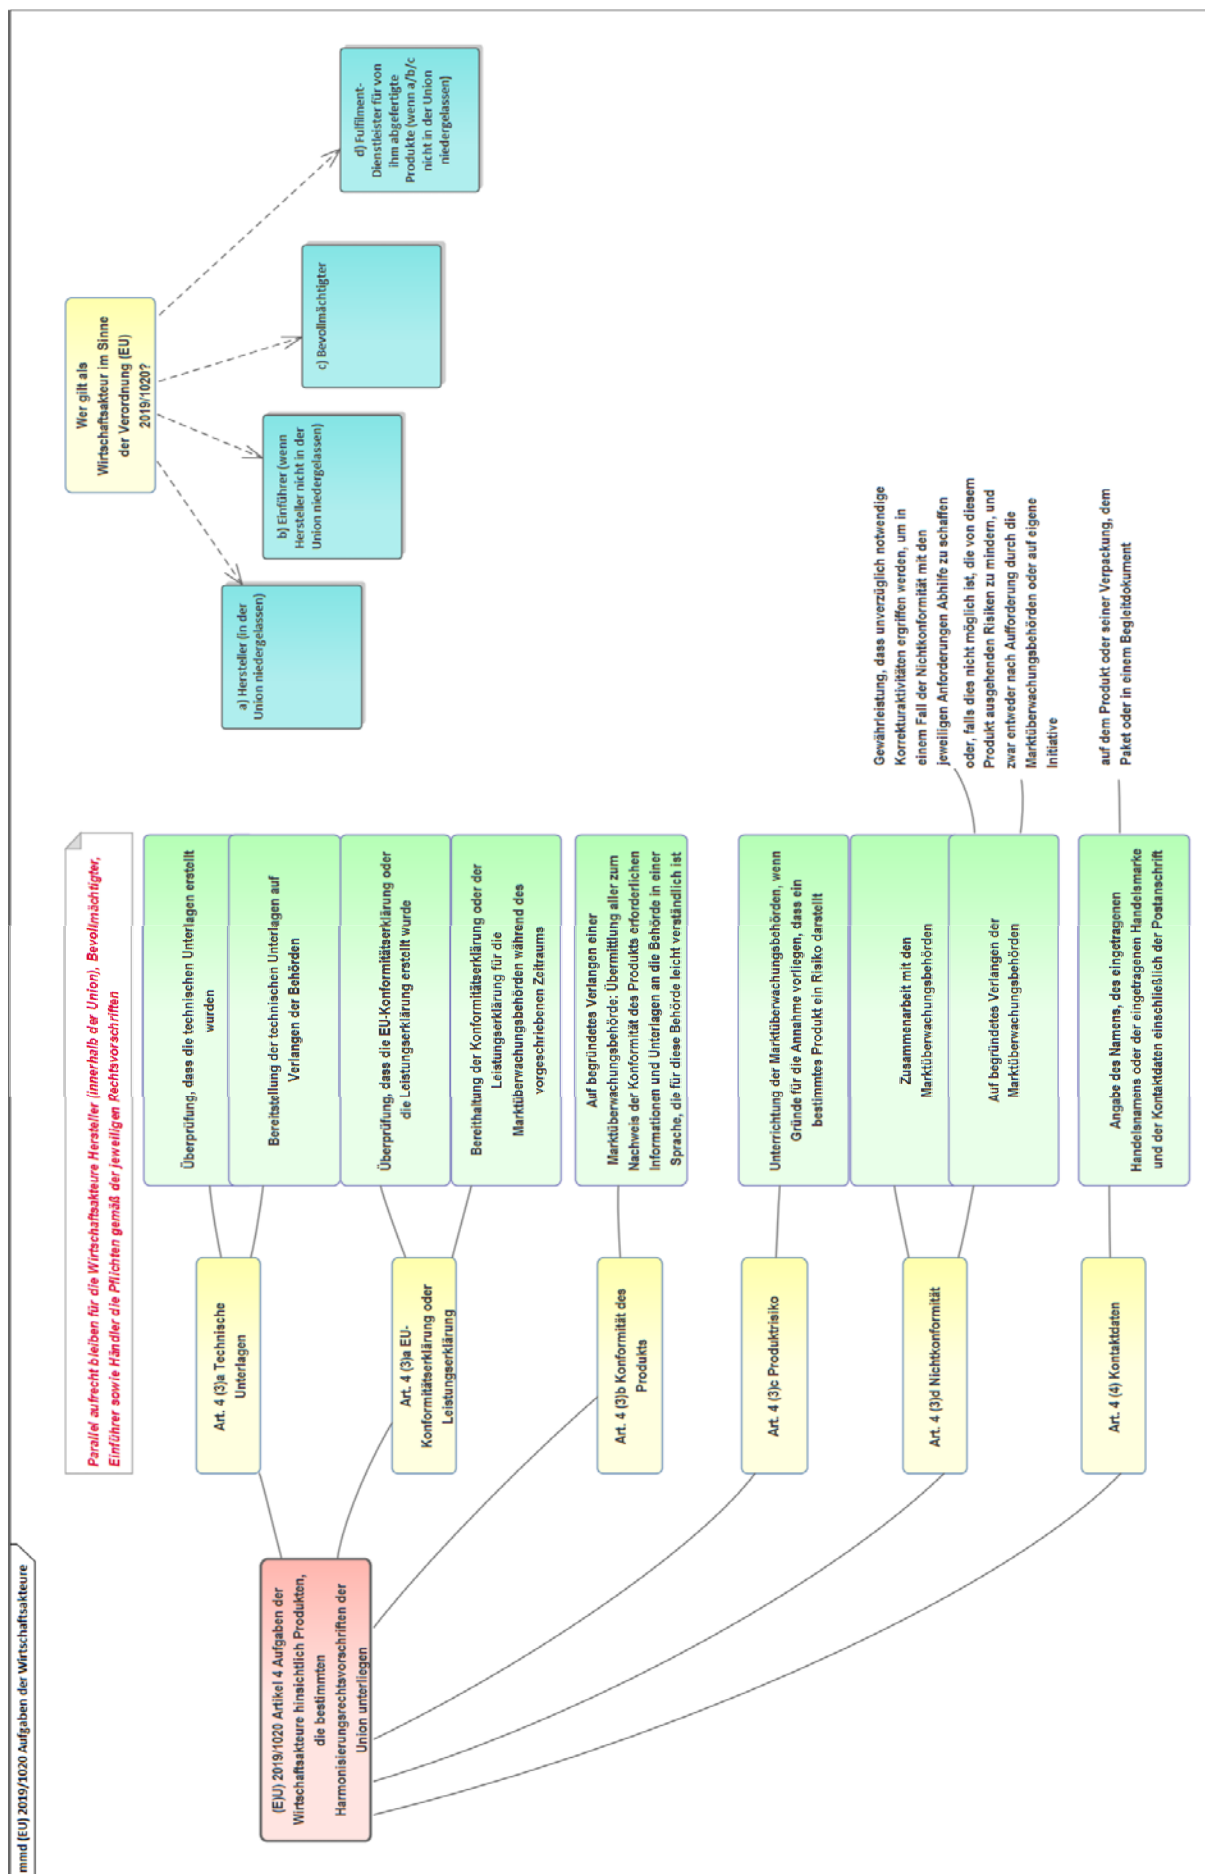 mmd (EU) 2019/1020 Aufgaben der Wirtschaftsakteure
Parallel aufrecht bleiben für die Wirtschaftsakteure Hersteller (innerhalb der Union), Bevollmächtigter,
Einführer sowie Händler die Pflichten gemäß der jeweiligen Rechtsvorschriften
Wer gilt als
Wirtschaftsakteur im Sinne
der Verordnung (EU)
2019/1020?
a) Hersteller (in der
Union niedergelassen)
b) Einführer (wenn
Hersteller nicht in der
Union niedergelassen)
c) Bevollmächtigter
d) Fulfilment-
Dienstleister für von
ihm abgefertigte
Produkte (wenn a/b/c
nicht in der Union
niedergelassen)
(E)U) 2019/1020 Artikel 4 Aufgaben der
Wirtschaftsakteure hinsichtlich Produkten,
die bestimmten
Harmonisierungsrechtsvorschriften der
Union unterliegen
Art. 4 (3)a Technische
Unterlagen
Überprüfung, dass die technischen Unterlagen erstellt
wurden
Bereitstellung der technischen Unterlagen auf
Verlangen der Behörden
Art. 4 (3)a EU-
Konformitätserklärung oder
Leistungserklärung
Überprüfung, dass die EU-Konformitätserklärung oder
die Leistungserklärung erstellt wurde
Bereithaltung der Konformitätserklärung oder der
Leistungserklärung für die
Marktüberwachungsbehörden während des
vorgeschriebenen Zeitraums
Art. 4 (3)b Konformität des
Produkts
Auf begründetes Verlangen einer
Marktüberwachungsbehörde: Übermittlung aller zum
Nachweis der Konformität des Produkts erforderlichen
Informationen und Unterlagen an die Behörde in einer
Sprache, die für diese Behörde leicht verständlich ist
Art. 4 (3)c Produktrisiko
Unterrichtung der Marktüberwachungsbehörden, wenn
Gründe für die Annahme vorliegen, dass ein
bestimmtes Produkt ein Risiko darstellt
Art. 4 (3)d Nichtkonformität
Zusammenarbeit mit den
Marktüberwachungsbehörden
Auf begründetes Verlangen der
Marktüberwachungsbehörden
Gewährleistung, dass unverzüglich notwendige
Korrekturaktivitäten ergriffen werden, um in
einem Fall der Nichtkonformität mit den
jeweiligen Anforderungen Abhilfe zu schaffen
oder, falls dies nicht möglich ist, die von diesem
Produkt ausgehenden Risiken zu mindern, und
zwar entweder nach Aufforderung durch die
Marktüberwachungsbehörden oder auf eigene
Initiative
Art. 4 (4) Kontaktdaten
Angabe des Namens, des eingetragenen
Handelsnamens oder der eingetragenen Handelsmarke
und der Kontaktdaten einschließlich der Postanschrift
auf dem Produkt oder seiner Verpackung, dem
Paket oder in einem Begleitdokument